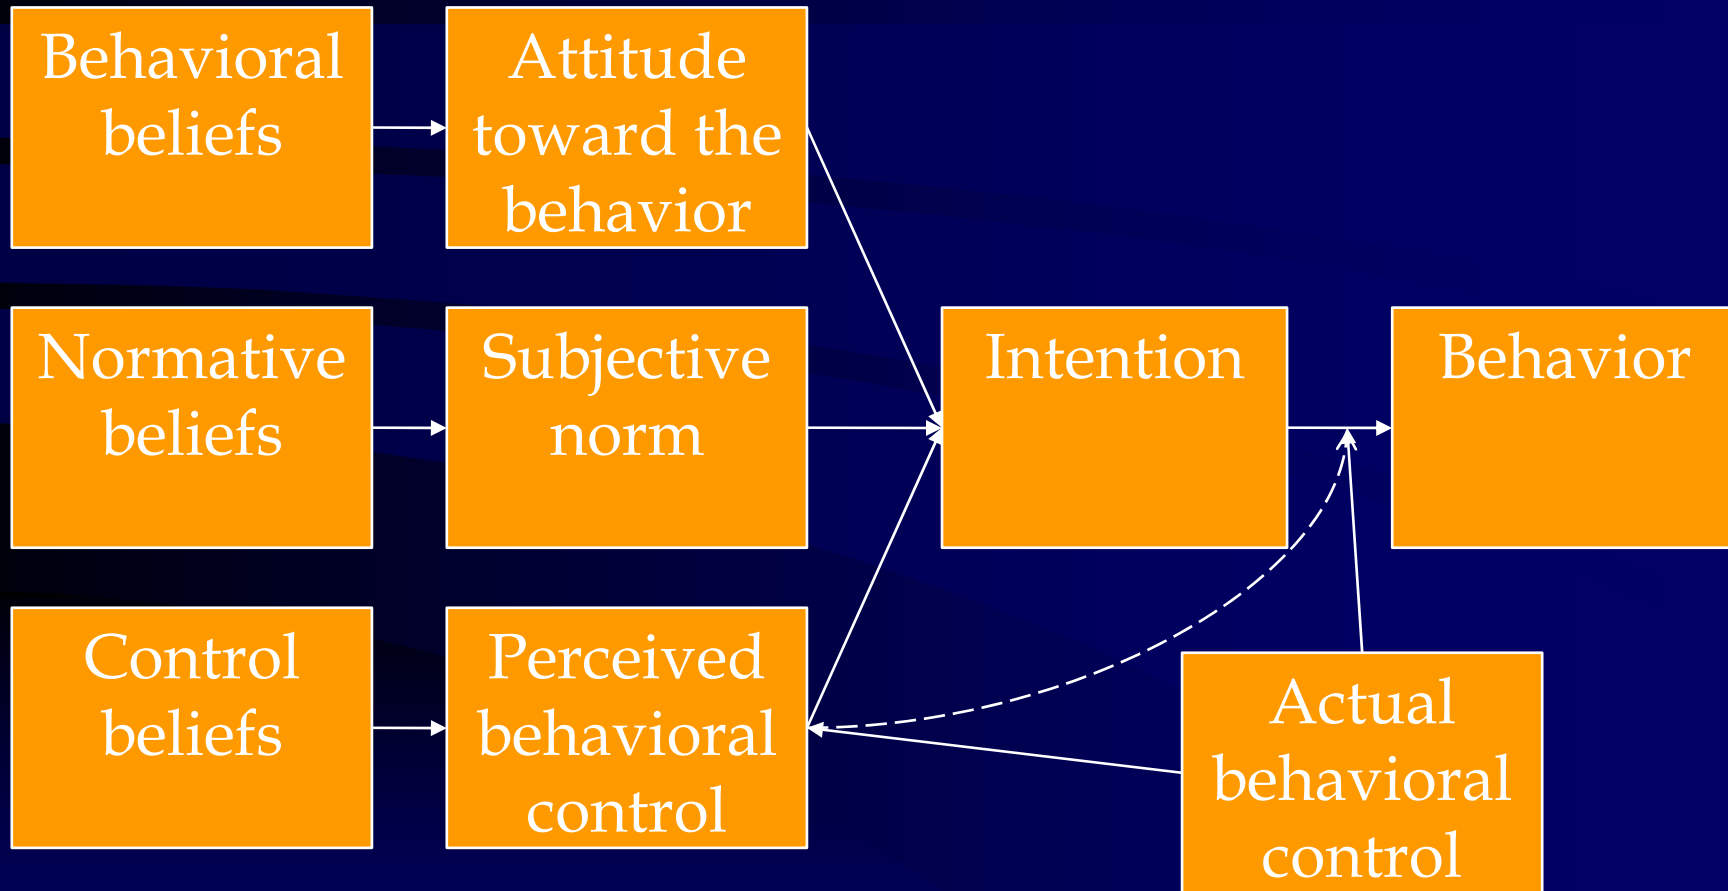 Behavioral
beliefs
Attitude
toward the
behavior
Normative
beliefs
Subjective
norm
Intention
Behavior
Control
beliefs
Perceived
behavioral
control
Actual
behavioral
control